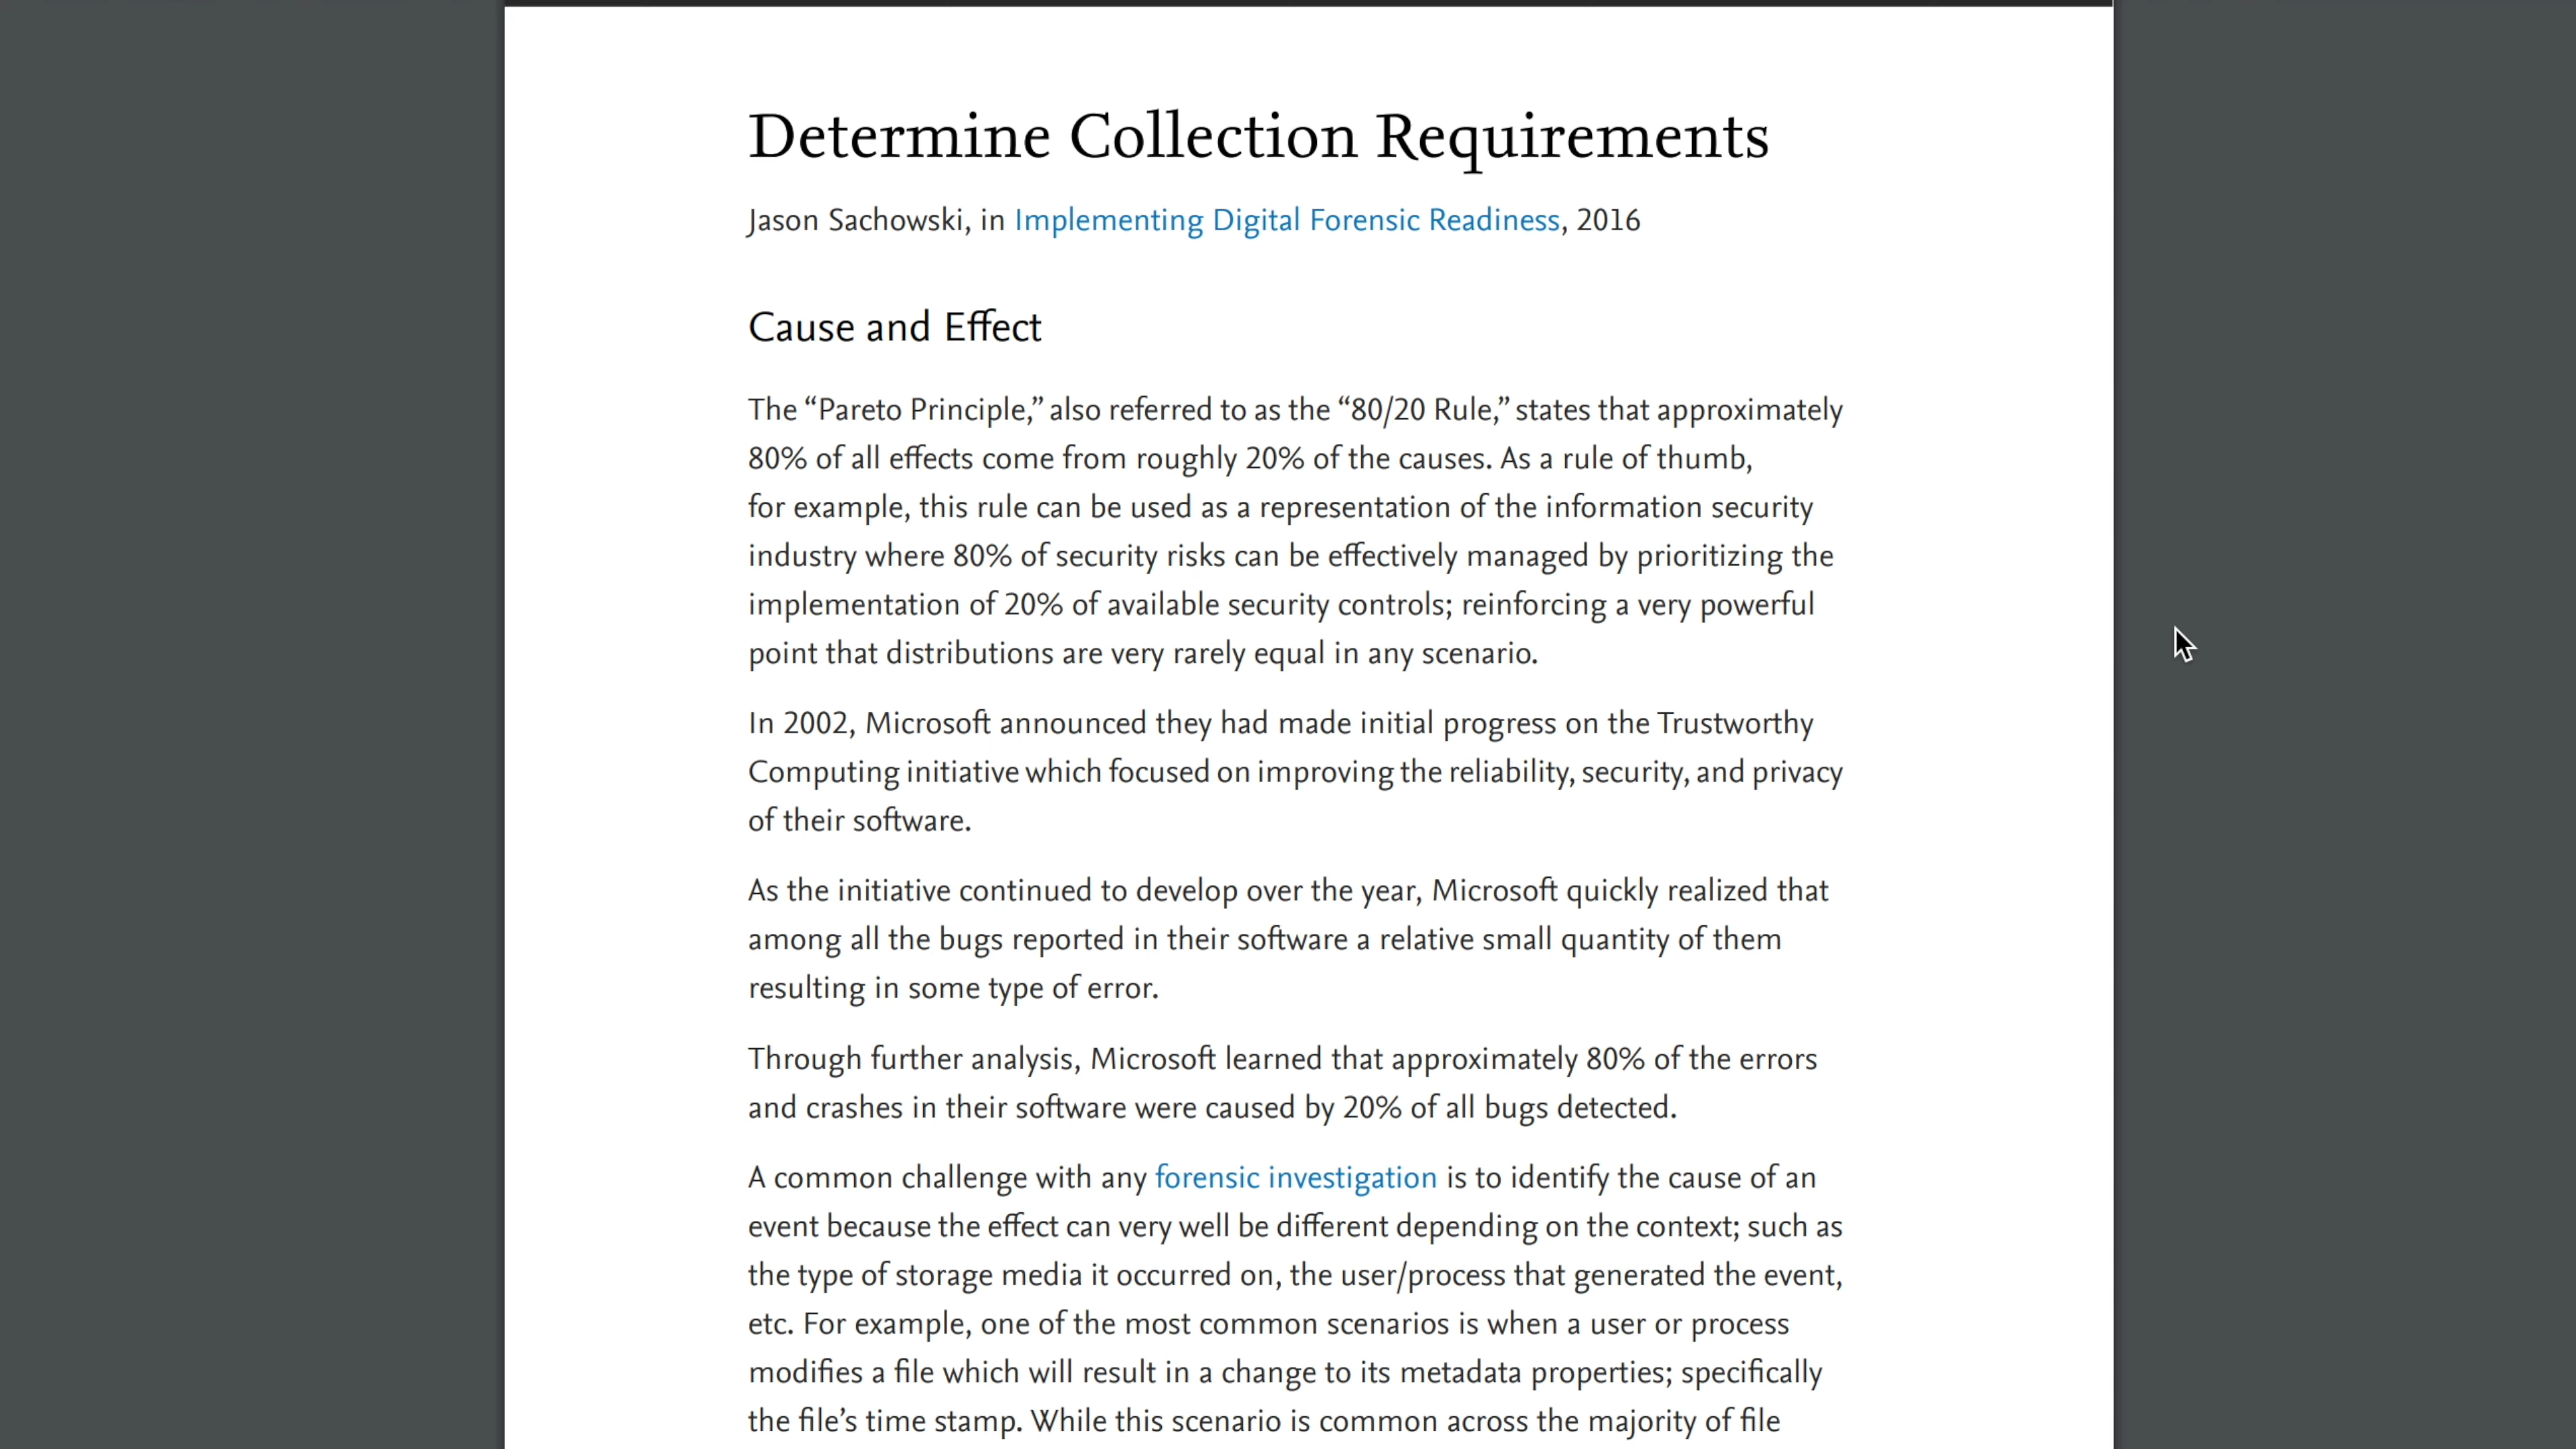 Determine Collection Requirements
Jason Sachowski, in Implementing Digital Forensic Readiness, 2016
Cause and Effect
The “Pareto Principle,” also referred to as the “80/20 Rule,” states that approximately
80% of all effects come from roughly 20% of the causes. As a rule of thumb,
for example, this rule can be used as a representation of the information security
industry where 80% of security risks can be effectively managed by prioritizing the
implementation of 20% of available security controls; reinforcing a very powerful
point that distributions are very rarely equal in any scenario.
In 2002, Microsoft announced they had made initial progress on the Trustworthy
Computing initiative which focused on improving the reliability, security, and privacy
of their software.
As the initiative continued to develop over the year, Microsoft quickly realized that
among all the bugs reported in their software a relative small quantity of them
resulting in some type of error.
Through further analysis, Microsoft learned that approximately 80% of the errors
and crashes in their software were caused by 20% of all bugs detected.
A common challenge with any forensic investigation is to identify the cause of an
event because the effect can very well be different depending on the context; such as
the type of storage media it occurred on, the user/process that generated the event,
etc. For example, one of the most common scenarios is when a user or process
modifies a file which will result in a change to its metadata properties; specifically
the file’s time stamp. While this scenario is common across the majority of file